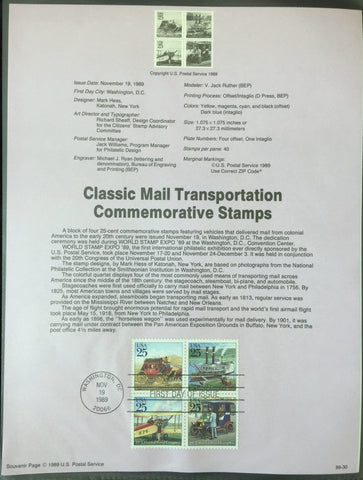 Copyright U.S. Postal Service 1989
Issue Date: November 19, 1989
First Day City: Washington, D.C.
Designer: Mark Hess,
Katonah, New York
Art Director and Typographer:
Richard Sheaff, Design Coordinator
for the Citizens' Stamp Advisory
Committee
Postal Service Manager:
Jack Williams, Program Manager
for Philatelic Design
Engraver: Michael J. Ryan (lettering and
denomination), Bureau of Engraving
and Printing (BEP)
Modeler: V. Jack Ruther (BEP)
Printing Process: Offset/Intaglio (D Press, BEP)
Colors: Yellow, magenta, cyan, and black (offset)
Dark blue (intaglio)
Size: 1.075 x 1.075 inches or
27.3 x 27.3 millimeters
Plate Numbers: Four offset, One intaglio
Stamps per pane: 40
Marginal Markings:
©U.S. Postal Service 1989
Use Correct ZIP Code®
Classic Mail Transportation
Commemorative Stamps
A block of four 25-cent commemorative stamps featuring vehicles that delivered mail from colonial
America to the early 20th century were issued November 19, in Washington, D.C. The dedication
ceremony was held during WORLD STAMP EXPO '89 at the Washington, D.C., Convention Center.
WORLD STAMP EXPO '89, the first international philatelic exhibition ever directly sponsored by the
U.S. Postal Service, took place November 17-20 and November 24-December 3. It was held in conjunction
with the 20th Congress of the Universal Postal Union.
The stamp designs, by Mark Hess of Katonah, New York, are based on photographs from the National
Philatelic Collection at the Smithsonian Institution in Washington, D.C.
The colorful quartet displays four of the most commonly used means of transporting mail across
America since the middle of the 18th century: the stagecoach, steamboat, bi-plane, and automobile.
Stagecoaches were first used officially to carry mail between New York and Philadelphia in 1756. By
1825, most American towns and villages were served by mail stages.
As America expanded, steamboats began transporting mail. As early as 1813, regular service was
provided on the Mississippi River between Natchez and New Orleans.
The age of flight brought enormous potential for rapid mail transport and the world's first airmail flight
took place May 15, 1918, from New York to Philadelphia.
As early as 1896, the "horseless wagon" was used experimentally for mail delivery. By 1901, it was
carrying mail under contract between the Pan American Exposition Grounds in Buffalo, New York, and the
post office 4½ miles away.
USA 25
USA 25
USA 25
USA 25
WASHINGTON, DC
NOV
19
1989
20066
FIRST DAY OF ISSUE
Souvenir Page © 1989 U.S. Postal Service
89-30